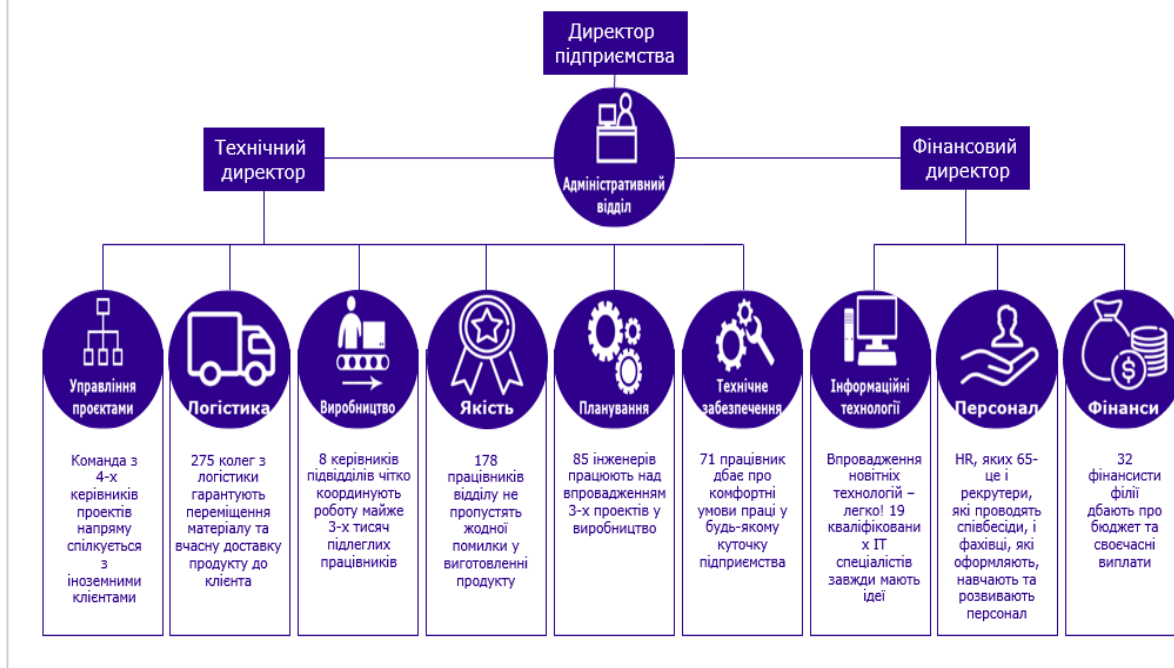 Директор
підприємства
Адміністративний
відділ
Технічний
директор
Фінансовий
директор
Управління
проєктами
Команда з
4-х
керівників
проектів
напряму
спілкується
з
іноземними
клієнтами
Логістика
275 колег з
логістики
гарантують
переміщення
матеріалу та
вчасну доставку
продукту до
клієнта
Виробництво
8 керівників
підвідділів чітко
координують
роботу майже
3-х тисяч
підлеглих
працівників
Якість
178
працівників
відділу не
пропустять
жодної
помилки у
виготовленні
продукту
Планування
85 інженерів
працюють над
впровадженням
3-х проектів у
виробництво
Технічне
забезпечення
71 працівник
дбає про
комфортні
умови праці у
будь-якому
куточку
підприємства
Інформаційні
технології
Впровадження
новітніх
технологій –
легко! 19
кваліфіковани
х ІТ
спеціалістів
завжди мають
ідеї
Персонал
HR, яких 65-
це і
рекрутери,
які проводять
співбесіди, і
фахівці, які
оформляють,
навчають та
розвивають
персонал
Фінанси
32
фінансисти
філії
дбають про
бюджет та
своєчасні
виплати